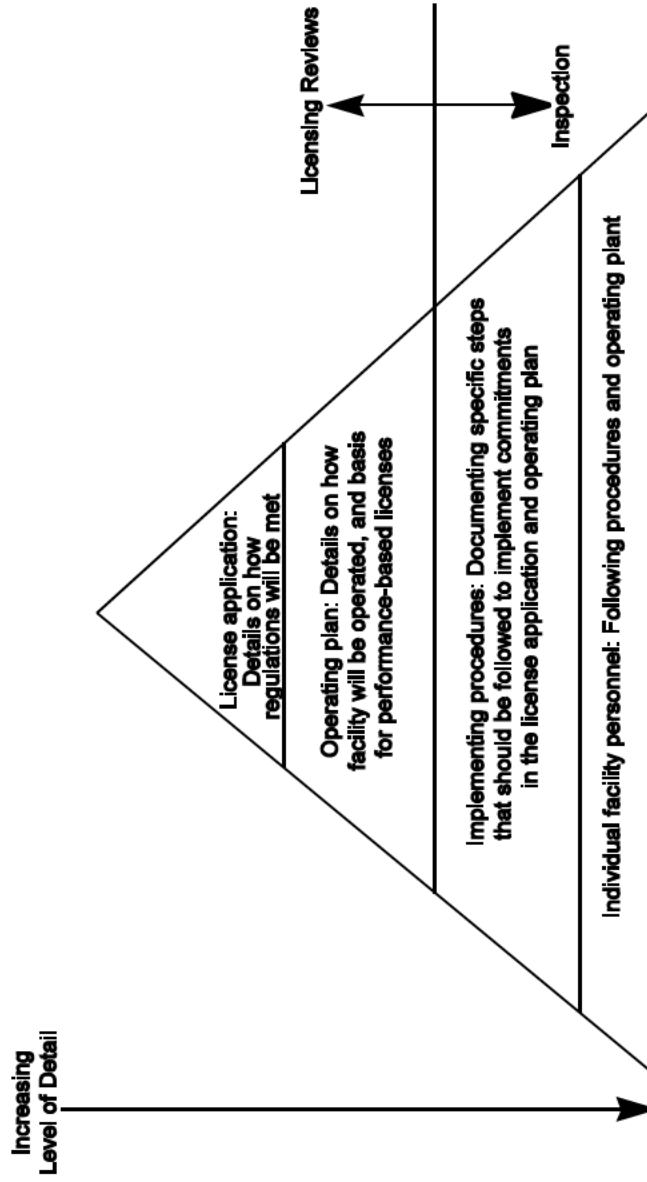 Increasing
Level of Detail
License application:
Details on how
regulations will be met
Operating plan: Details on how
facility will be operated, and basis
for performance-based licenses
Implementing procedures: Documenting specific steps
that should be followed to implement commitments
in the license application and operating plan
Individual facility personnel: Following procedures and operating plant
Licensing Reviews
Inspection